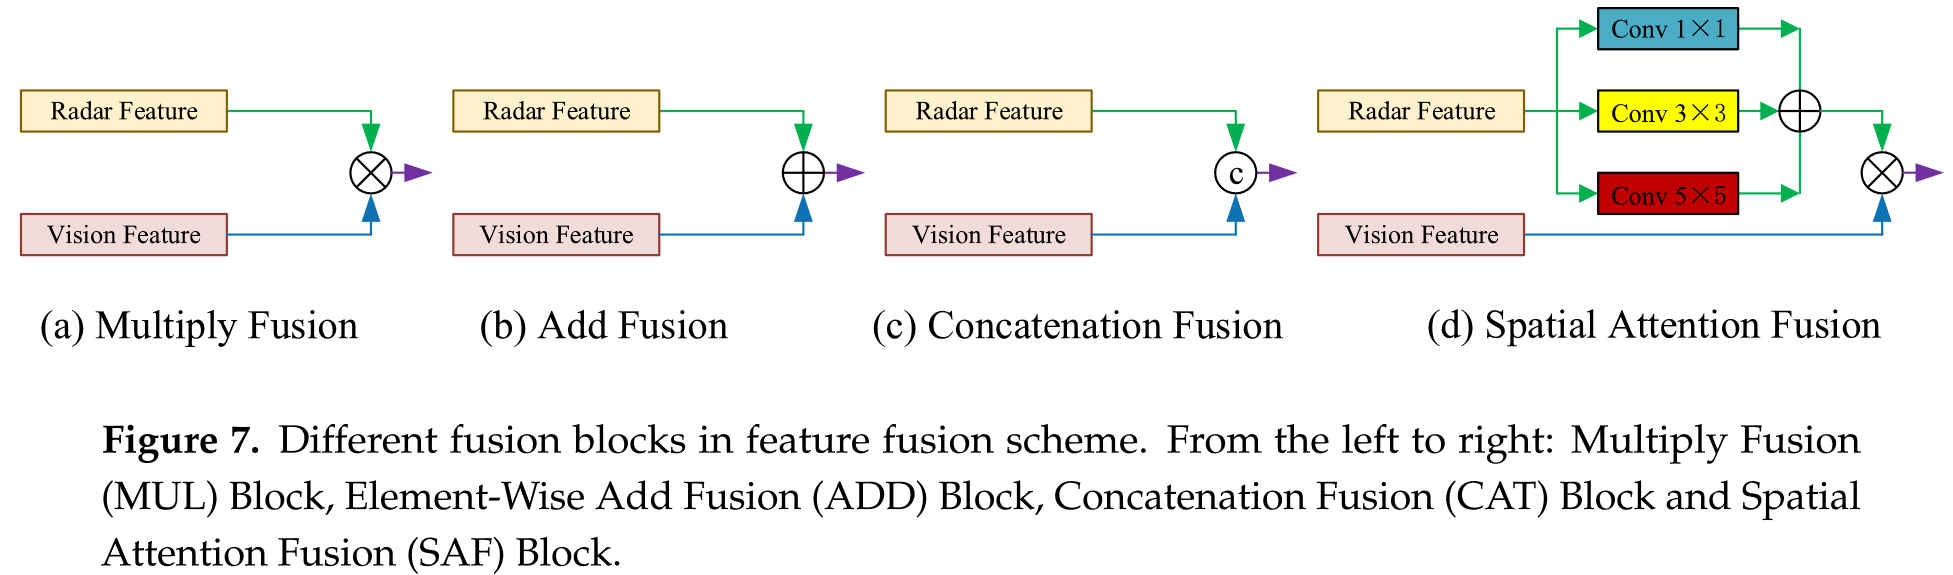 Radar Feature
Vision Feature
(a) Multiply Fusion
Radar Feature
Vision Feature
(b) Add Fusion
Radar Feature
Vision Feature
c
(c) Concatenation Fusion
Radar Feature
Vision Feature
Conv 1×1
Conv 3×3
Conv 5×5
(d) Spatial Attention Fusion
Figure 7. Different fusion blocks in feature fusion scheme. From the left to right: Multiply Fusion
(MUL) Block, Element-Wise Add Fusion (ADD) Block, Concatenation Fusion (CAT) Block and Spatial
Attention Fusion (SAF) Block.